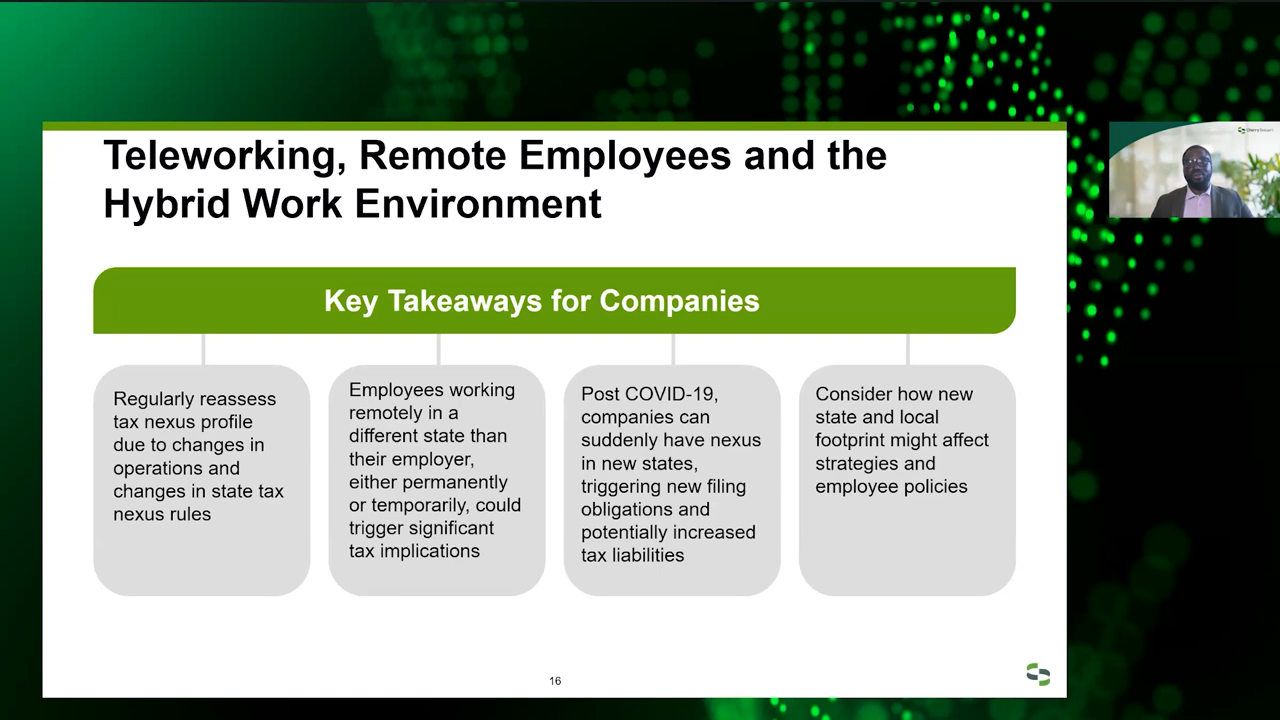 Teleworking, Remote Employees and the
Hybrid Work Environment
Key Takeaways for Companies
Regularly reassess
tax nexus profile
due to changes in
operations and
changes in state tax
nexus rules
Employees working
remotely in a
different state than
their employer,
either permanently
or temporarily, could
trigger significant
tax implications
Post COVID-19,
companies can
suddenly have nexus
in new states,
triggering new filing
obligations and
potentially increased
tax liabilities
Consider how new
state and local
footprint might affect
strategies and
employee policies
16